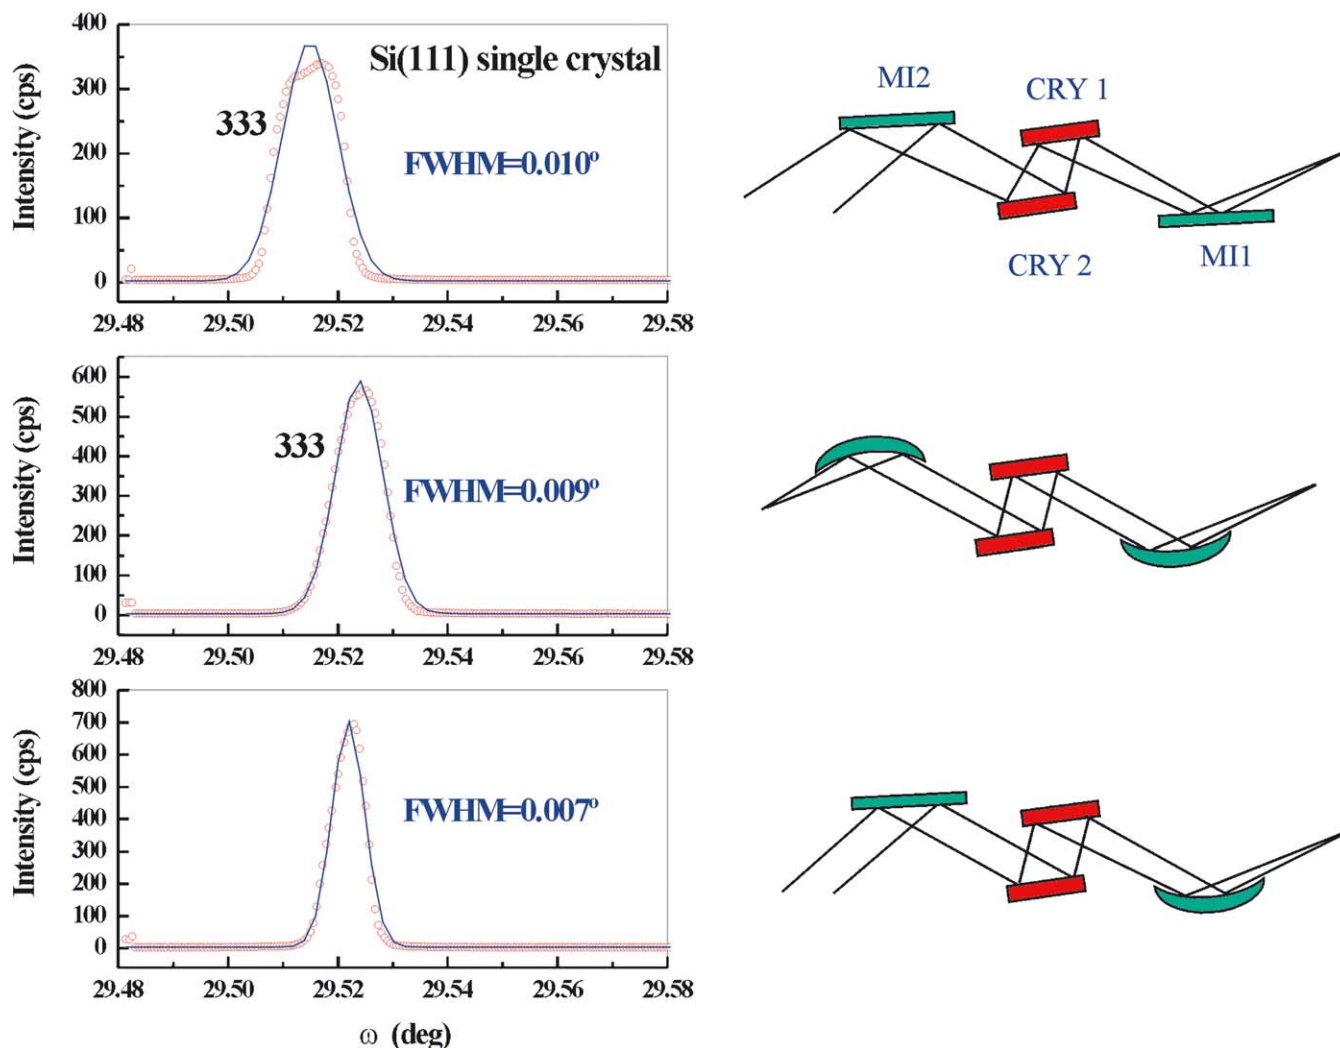 400
300
200
100
0
Intensity (cps)
Si(111) single crystal
333
FWHM=0.010º
29.48 29.50 29.52 29.54 29.56 29.58
MI2
CRY 1
CRY 2
MI1
600
500
400
300
200
100
0
Intensity (cps)
333
FWHM=0.009º
29.48 29.50 29.52 29.54 29.56 29.58
800
700
600
500
400
300
200
100
0
Intensity (cps)
FWHM=0.007º
29.48 29.50 29.52 29.54 29.56 29.58
ω (deg)